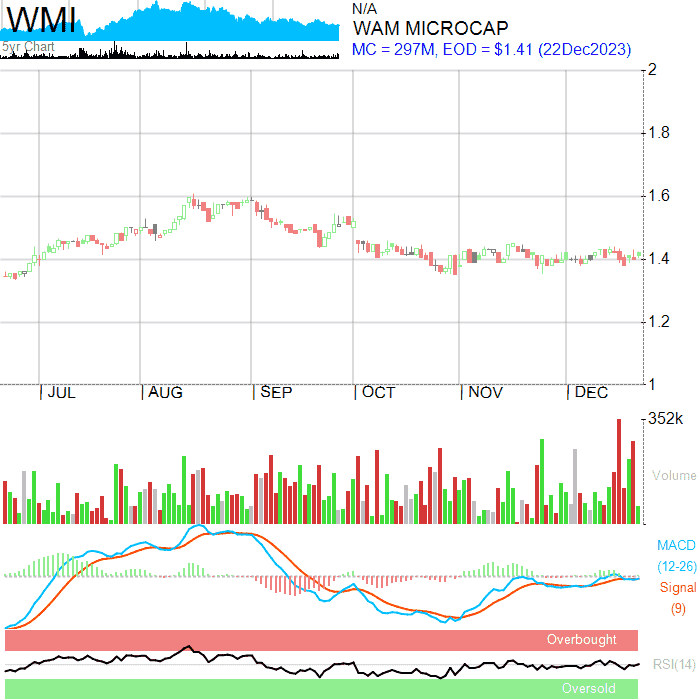 WMI
5yr Chart
N/A
WAM MICROCAP
MC = 297M, EOD = $1.41 (22Dec2023)
2
1.8
1.6
1.4
1.2
1
JUL AUG SEP OCT NOV DEC
352k
Volume
MACD
(12-26)
Signal
(9)
Overbought
RSI(14)
Oversold